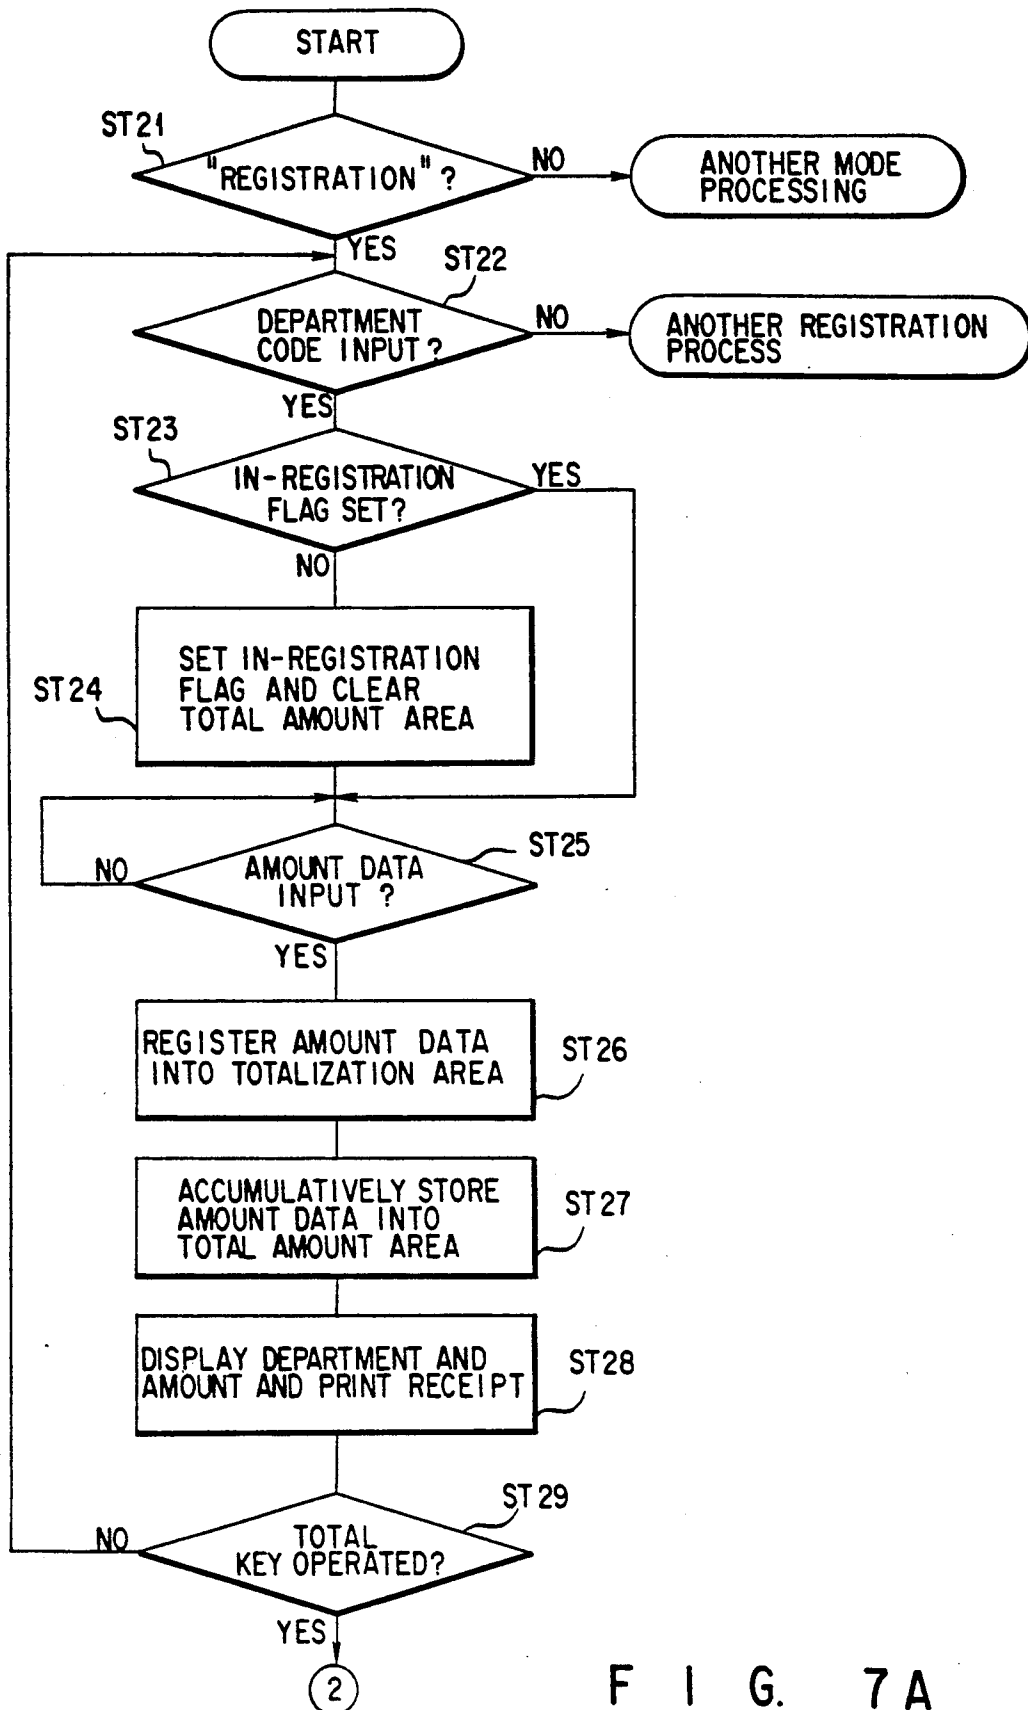 START
ST21
"REGISTRATION" ?
NO
ANOTHER MODE
PROCESSING
YES
ST22
DEPARTMENT
CODE INPUT?
NO
ANOTHER REGISTRATION
PROCESS
YES
ST23
IN-REGISTRATION
FLAG SET?
YES
NO
ST24
SET IN-REGISTRATION
FLAG AND CLEAR
TOTAL AMOUNT AREA
ST25
NO
AMOUNT DATA
INPUT ?
YES
REGISTER AMOUNT DATA
INTO TOTALIZATION AREA
ST26
ACCUMULATIVELY STORE
AMOUNT DATA INTO
TOTAL AMOUNT AREA
ST27
DISPLAY DEPARTMENT AND
AMOUNT AND PRINT RECEIPT
ST28
ST29
NO
TOTAL
KEY OPERATED?
YES
2
FIG. 7A